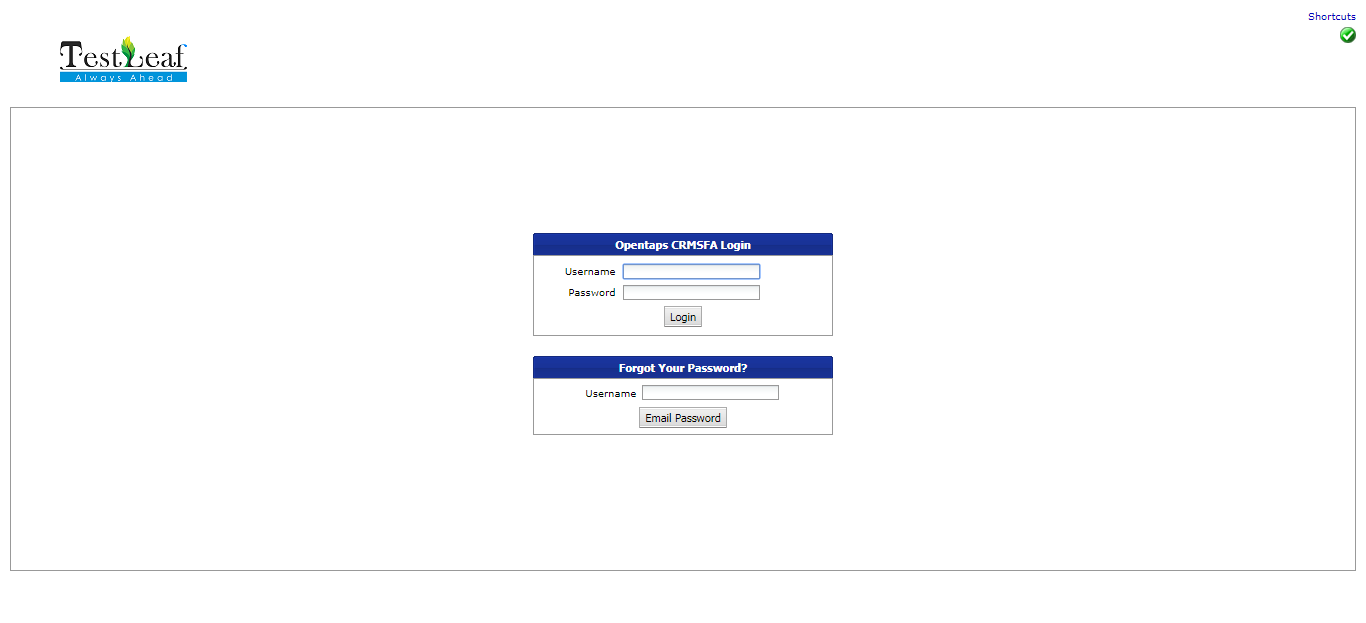 Shortcuts
TestLeaf
Always Ahead
Opentaps CRMSFA Login
Username
Password
Login
Forgot Your Password?
Username
Email Password